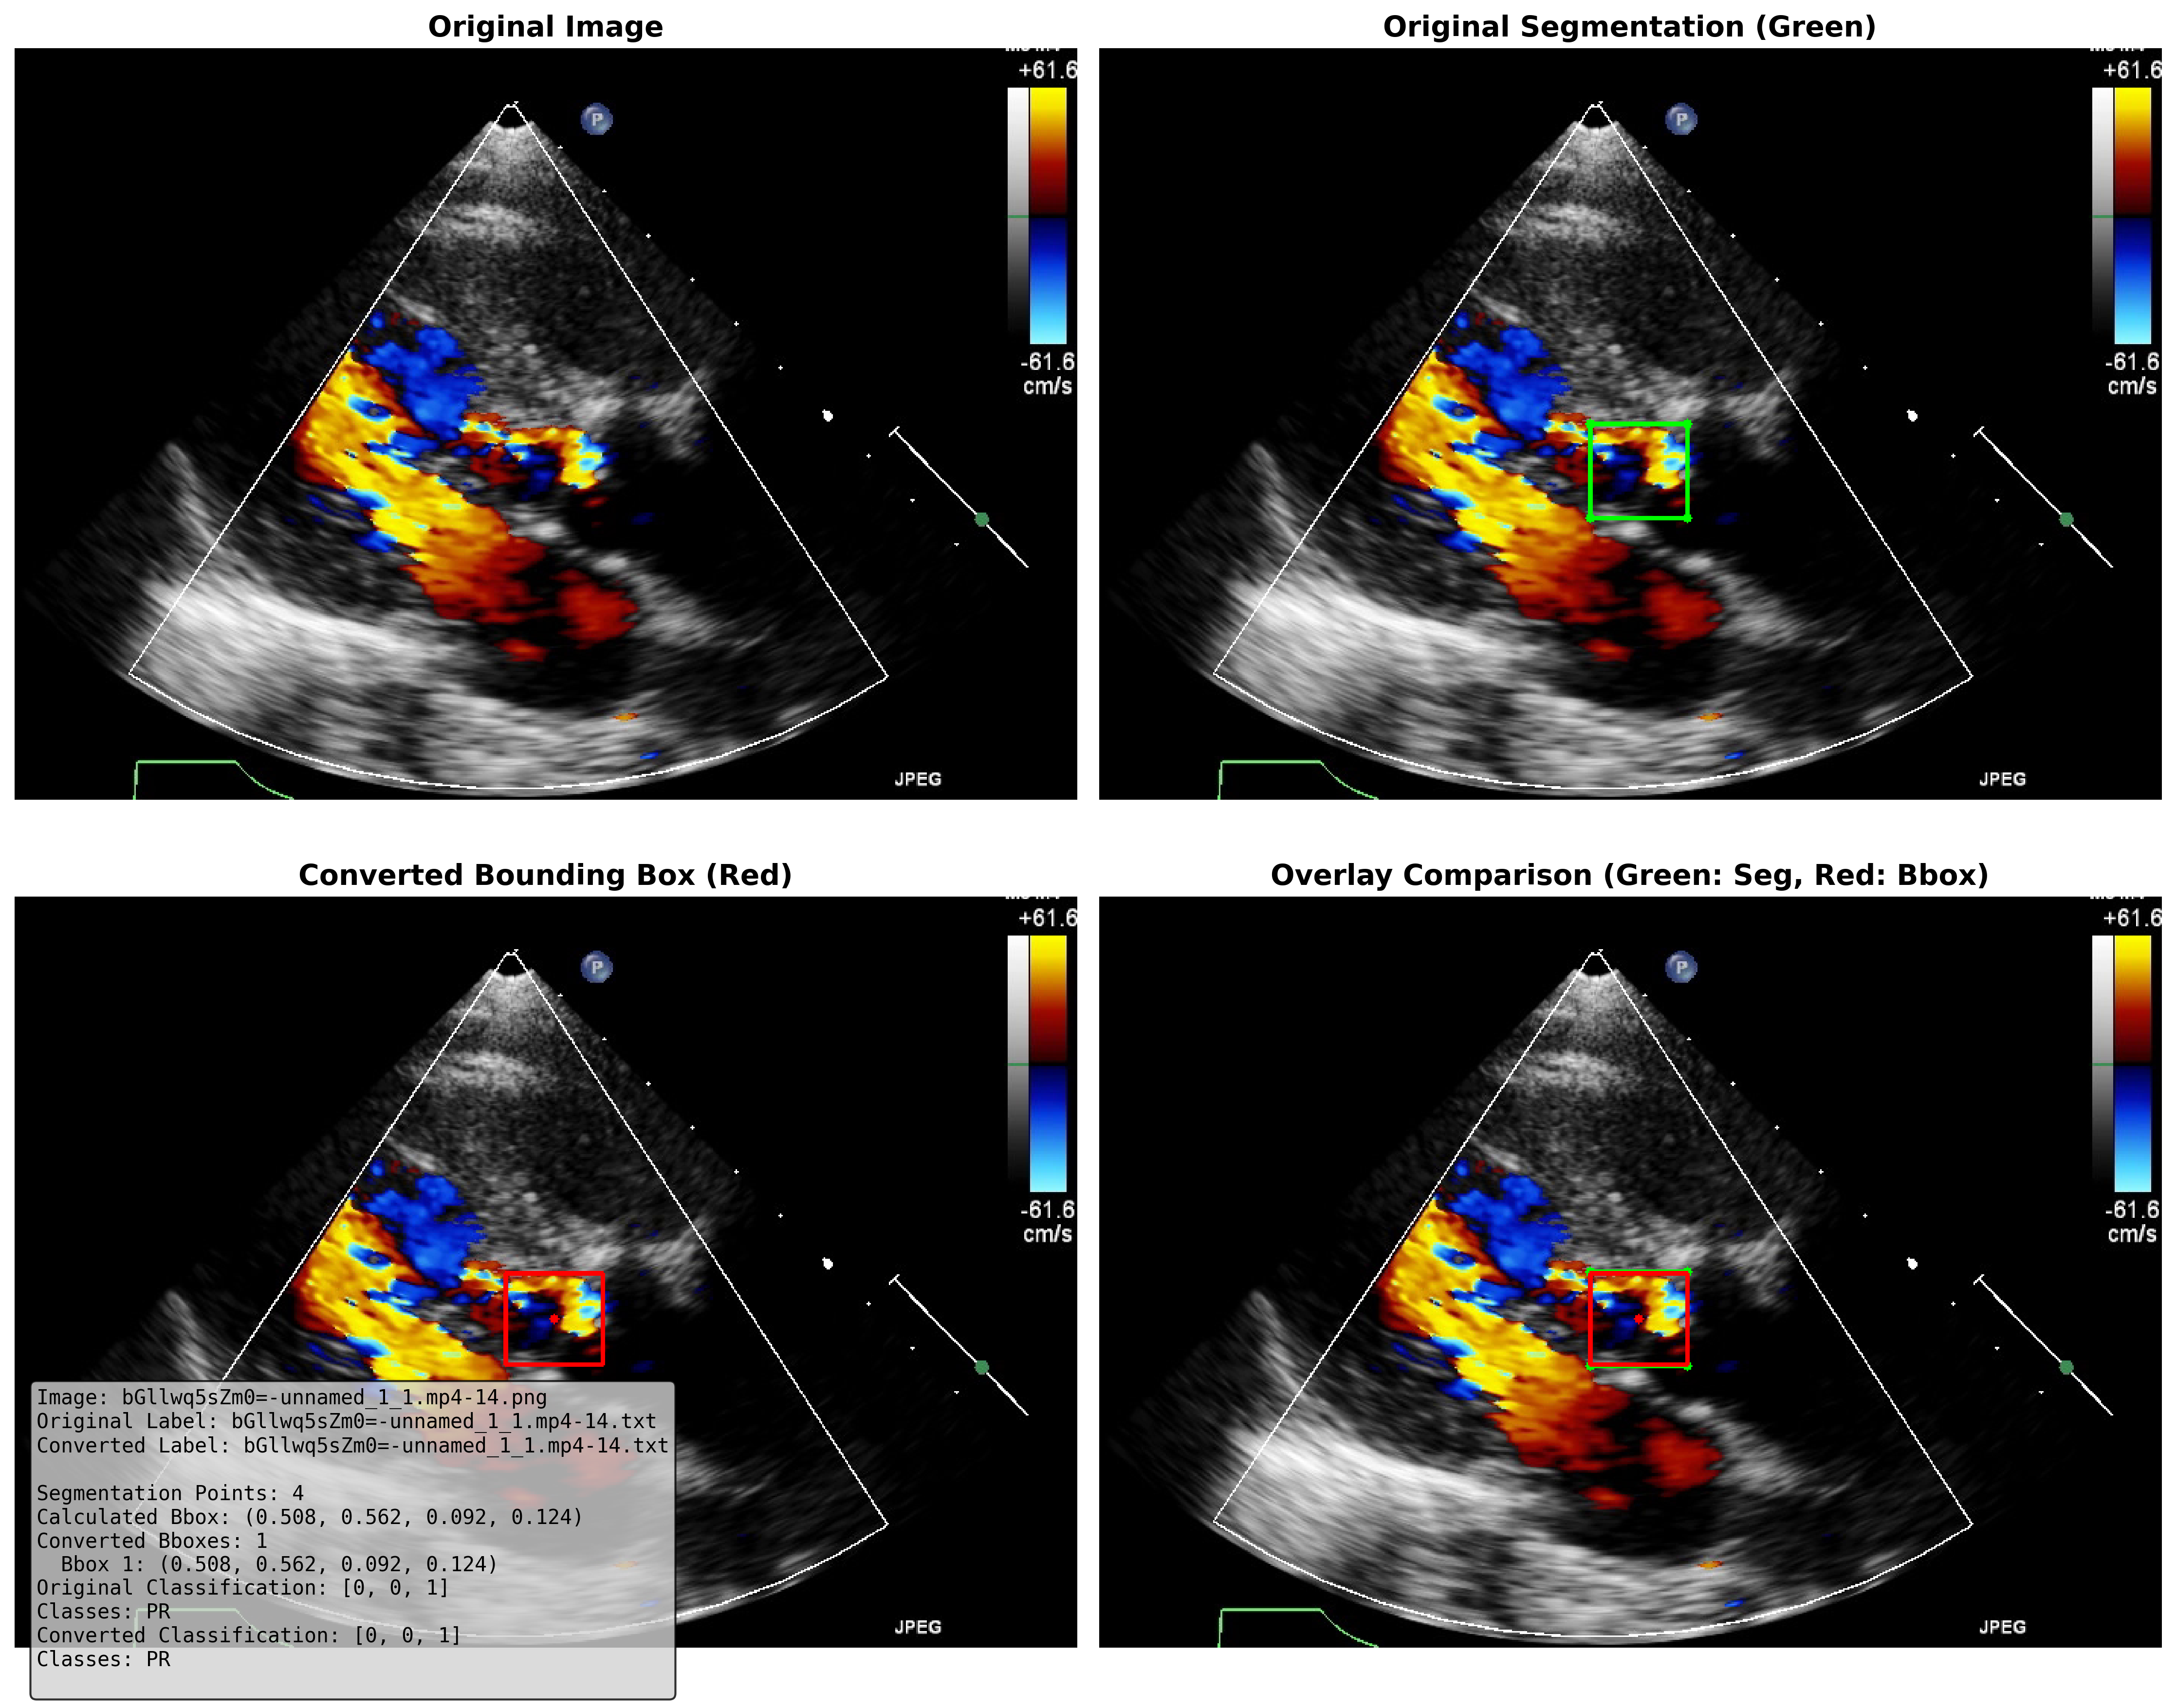 Original Image
Original Segmentation (Green)
+61.6
-61.6
cm/s
P
JPEG
+61.6
-61.6
cm/s
P
JPEG
Converted Bounding Box (Red)
Overlay Comparison (Green: Seg, Red: Bbox)
+61.6
-61.6
cm/s
P
JPEG
Image: bGllwq5sZm0=-unnamed_1_1.mp4-14.png
Original Label: bGllwq5sZm0=-unnamed_1_1.mp4-14.txt
Converted Label: bGllwq5sZm0=-unnamed_1_1.mp4-14.txt
Segmentation Points: 4
Calculated Bbox: (0.508, 0.562, 0.092, 0.124)
Converted Bboxes: 1
Bbox 1: (0.508, 0.562, 0.092, 0.124)
Original Classification: [0, 0, 1]
Classes: PR
Converted Classification: [0, 0, 1]
Classes: PR
+61.6
-61.6
cm/s
P
JPEG